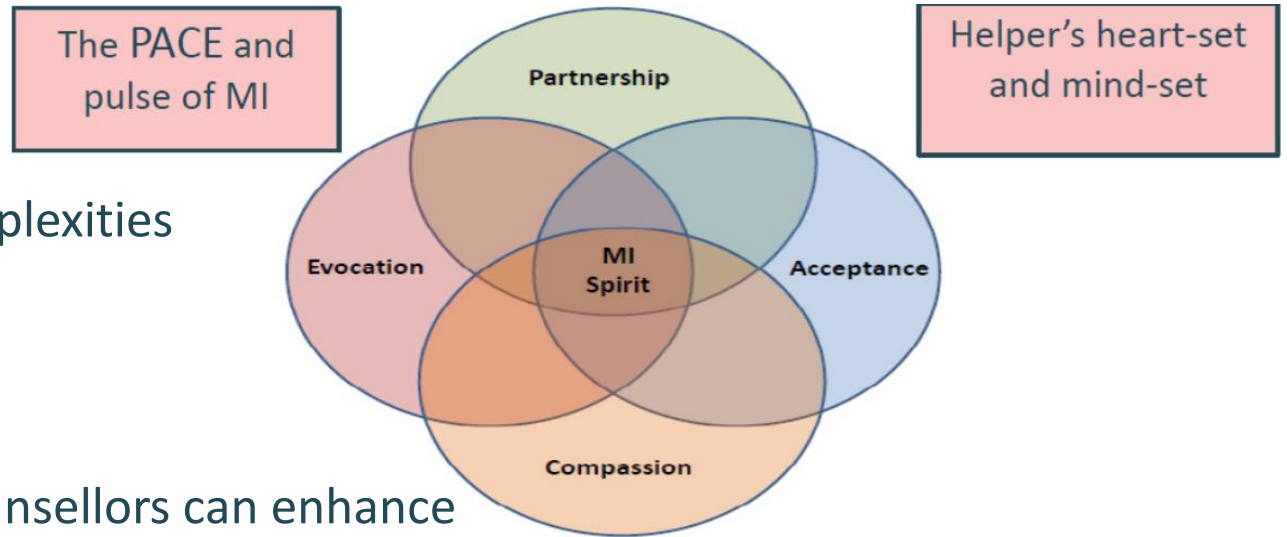 The PACE and
pulse of MI
Helper's heart-set
and mind-set
Partnership
plexities
Evocation
MI
Spirit
Acceptance
Compassion
nsellors can enhance